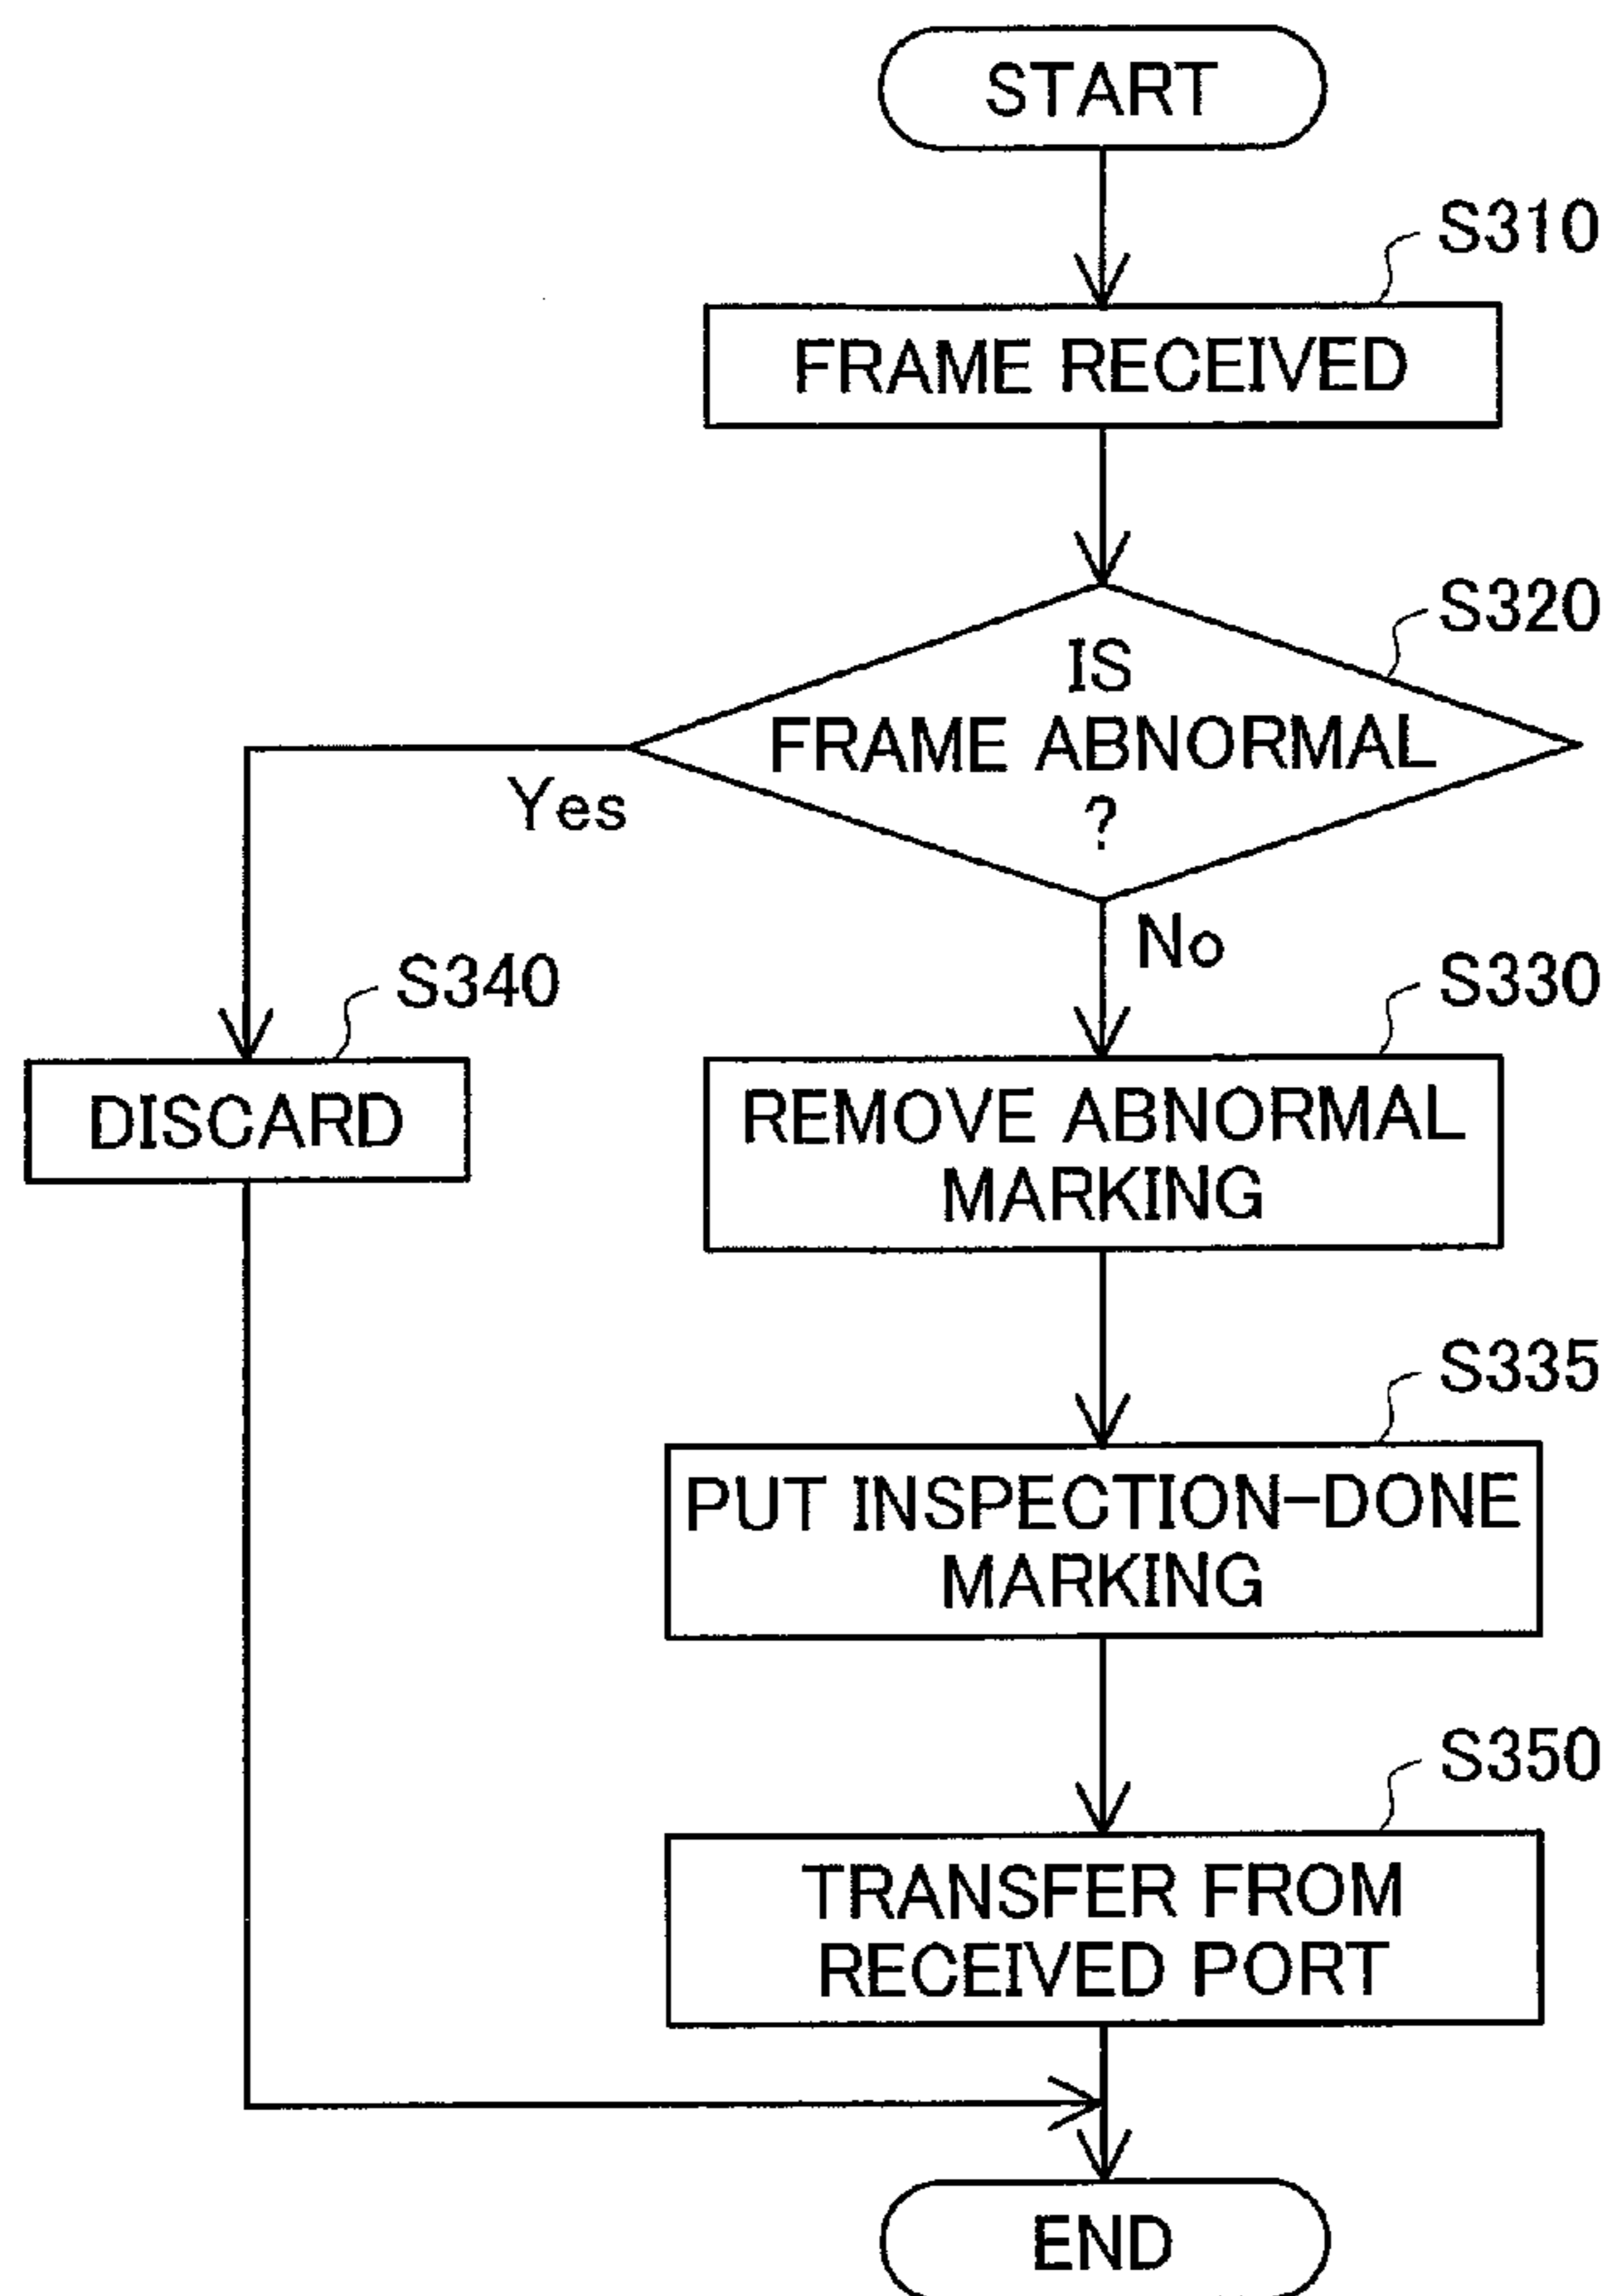 START
S310
FRAME RECEIVED
S320
IS
FRAME ABNORMAL
?
Yes
No
S340
DISCARD
S330
REMOVE ABNORMAL
MARKING
S335
PUT INSPECTION-DONE
MARKING
S350
TRANSFER FROM
RECEIVED PORT
END